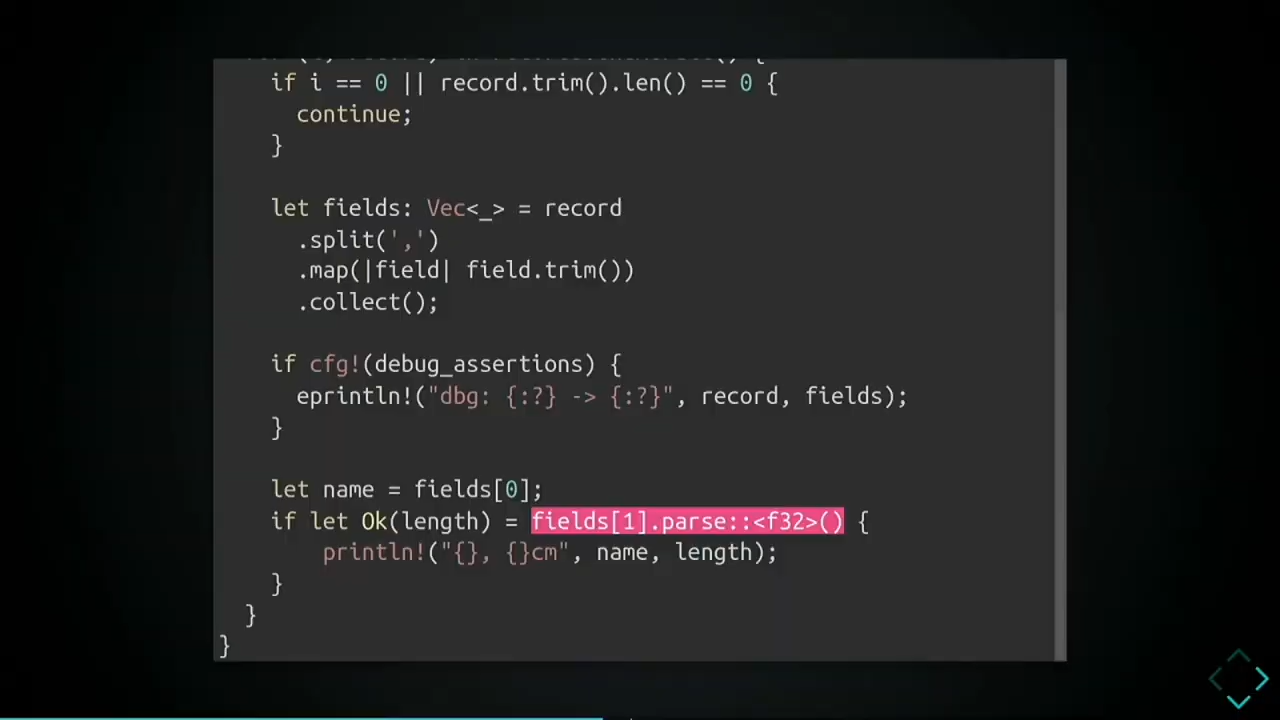 if i == 0 || record.trim().len() == 0 {
continue;
}
let fields: Vec<_> = record
.split(',')
.map(|field| field.trim())
.collect();
if cfg!(debug_assertions) {
eprintln!("dbg: {:?} -> {:?}", record, fields);
}
let name = fields[0];
if let Ok(length) = fields[1].parse::<f32>() {
println!("{}, {}cm", name, length);
}
}
}